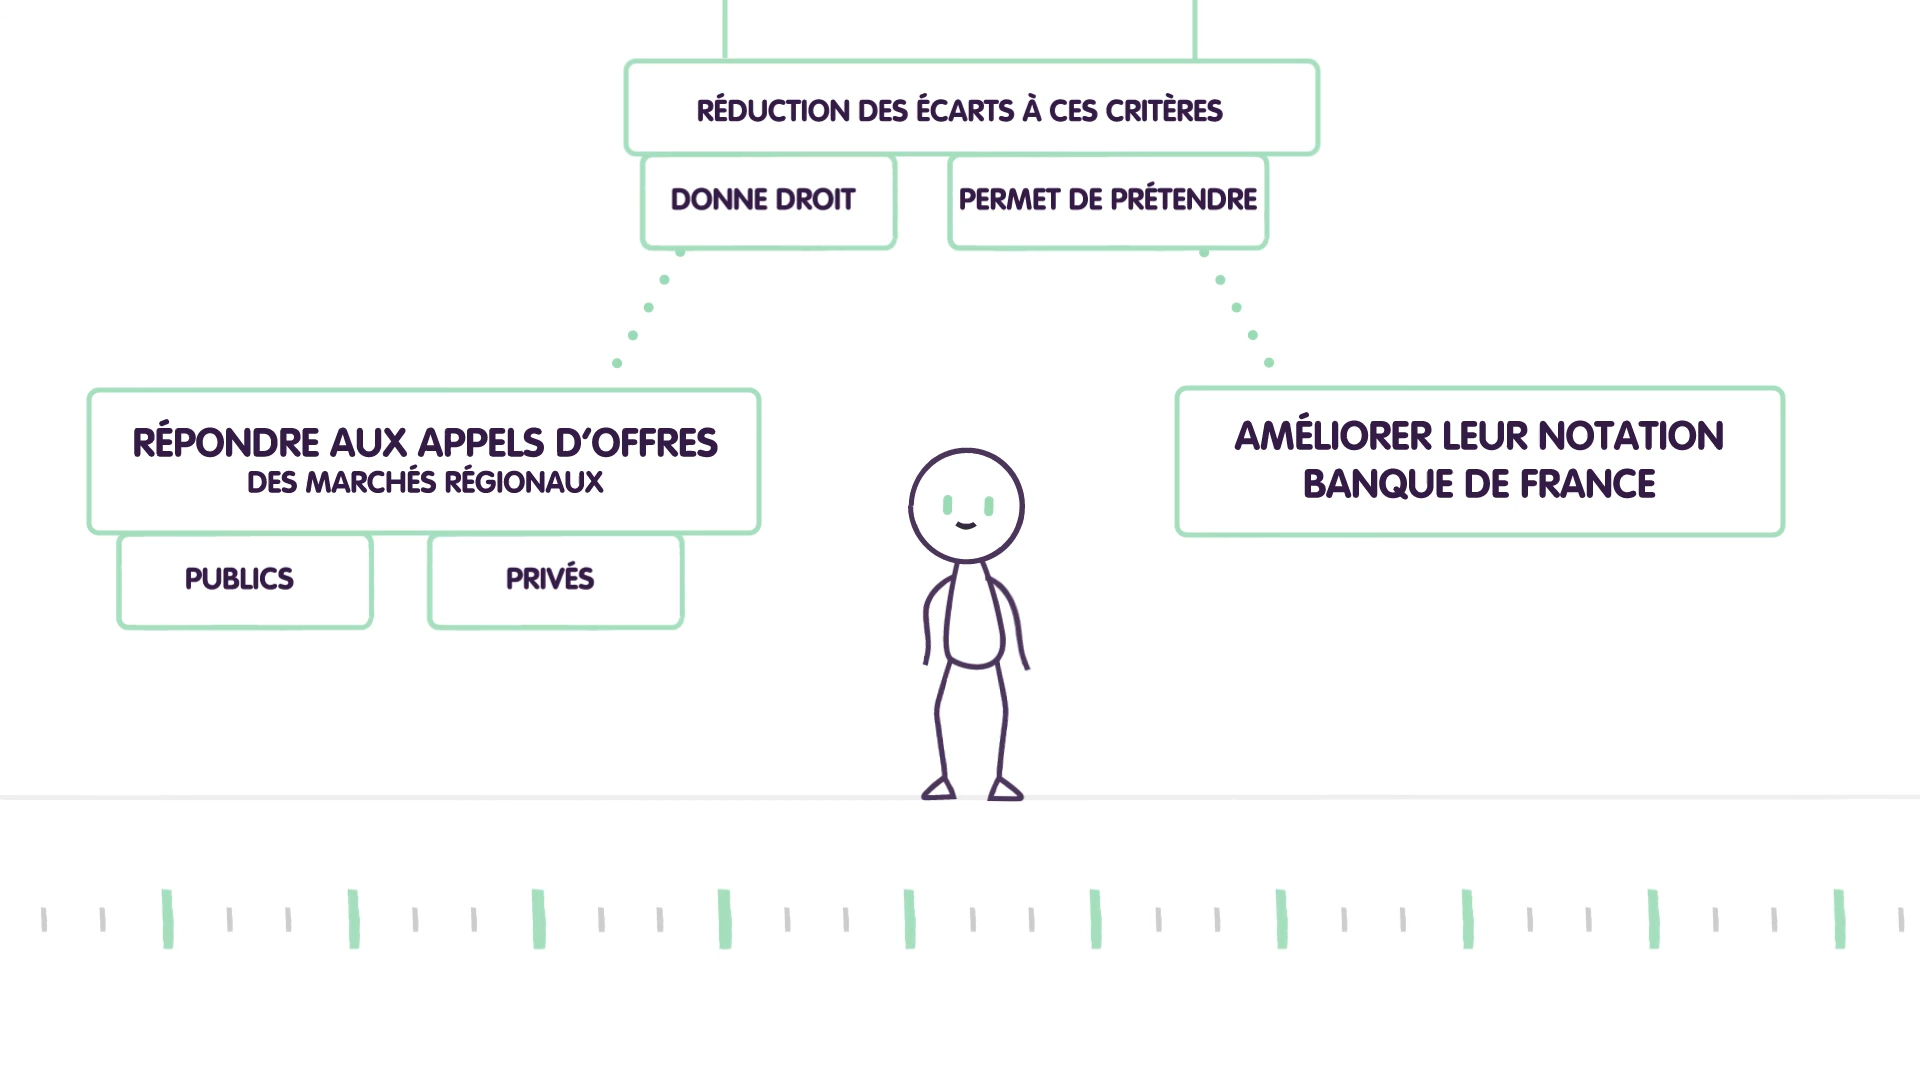 RÉDUCTION DES ÉCARTS À CES CRITÈRES
DONNE DROIT
PERMET DE PRÉTENDRE
RÉPONDRE AUX APPELS D’OFFRES
DES MARCHÉS RÉGIONAUX
PUBLICS
PRIVÉS
AMÉLIORER LEUR NOTATION
BANQUE DE FRANCE